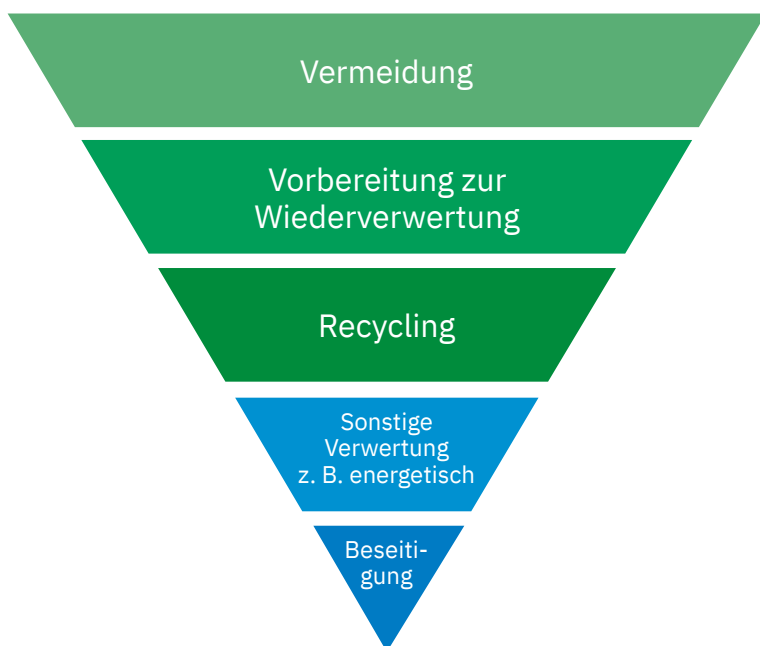 Vermeidung
Vorbereitung zur
Wiederverwertung
Recycling
Sonstige
Verwertung
z. B. energetisch
Beseiti-
gung